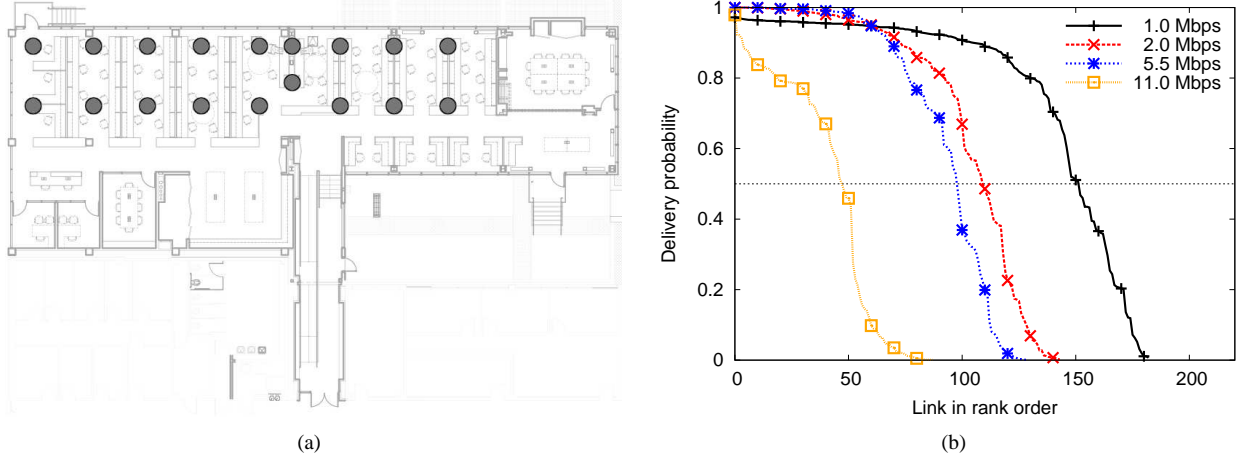 1.0 Mbps
2.0 Mbps
5.5 Mbps
11.0 Mbps
1
0.8
0.6
0.4
0.2
0
Delivery probability
0 50 100 150 200
Link in rank order
(a) (b)